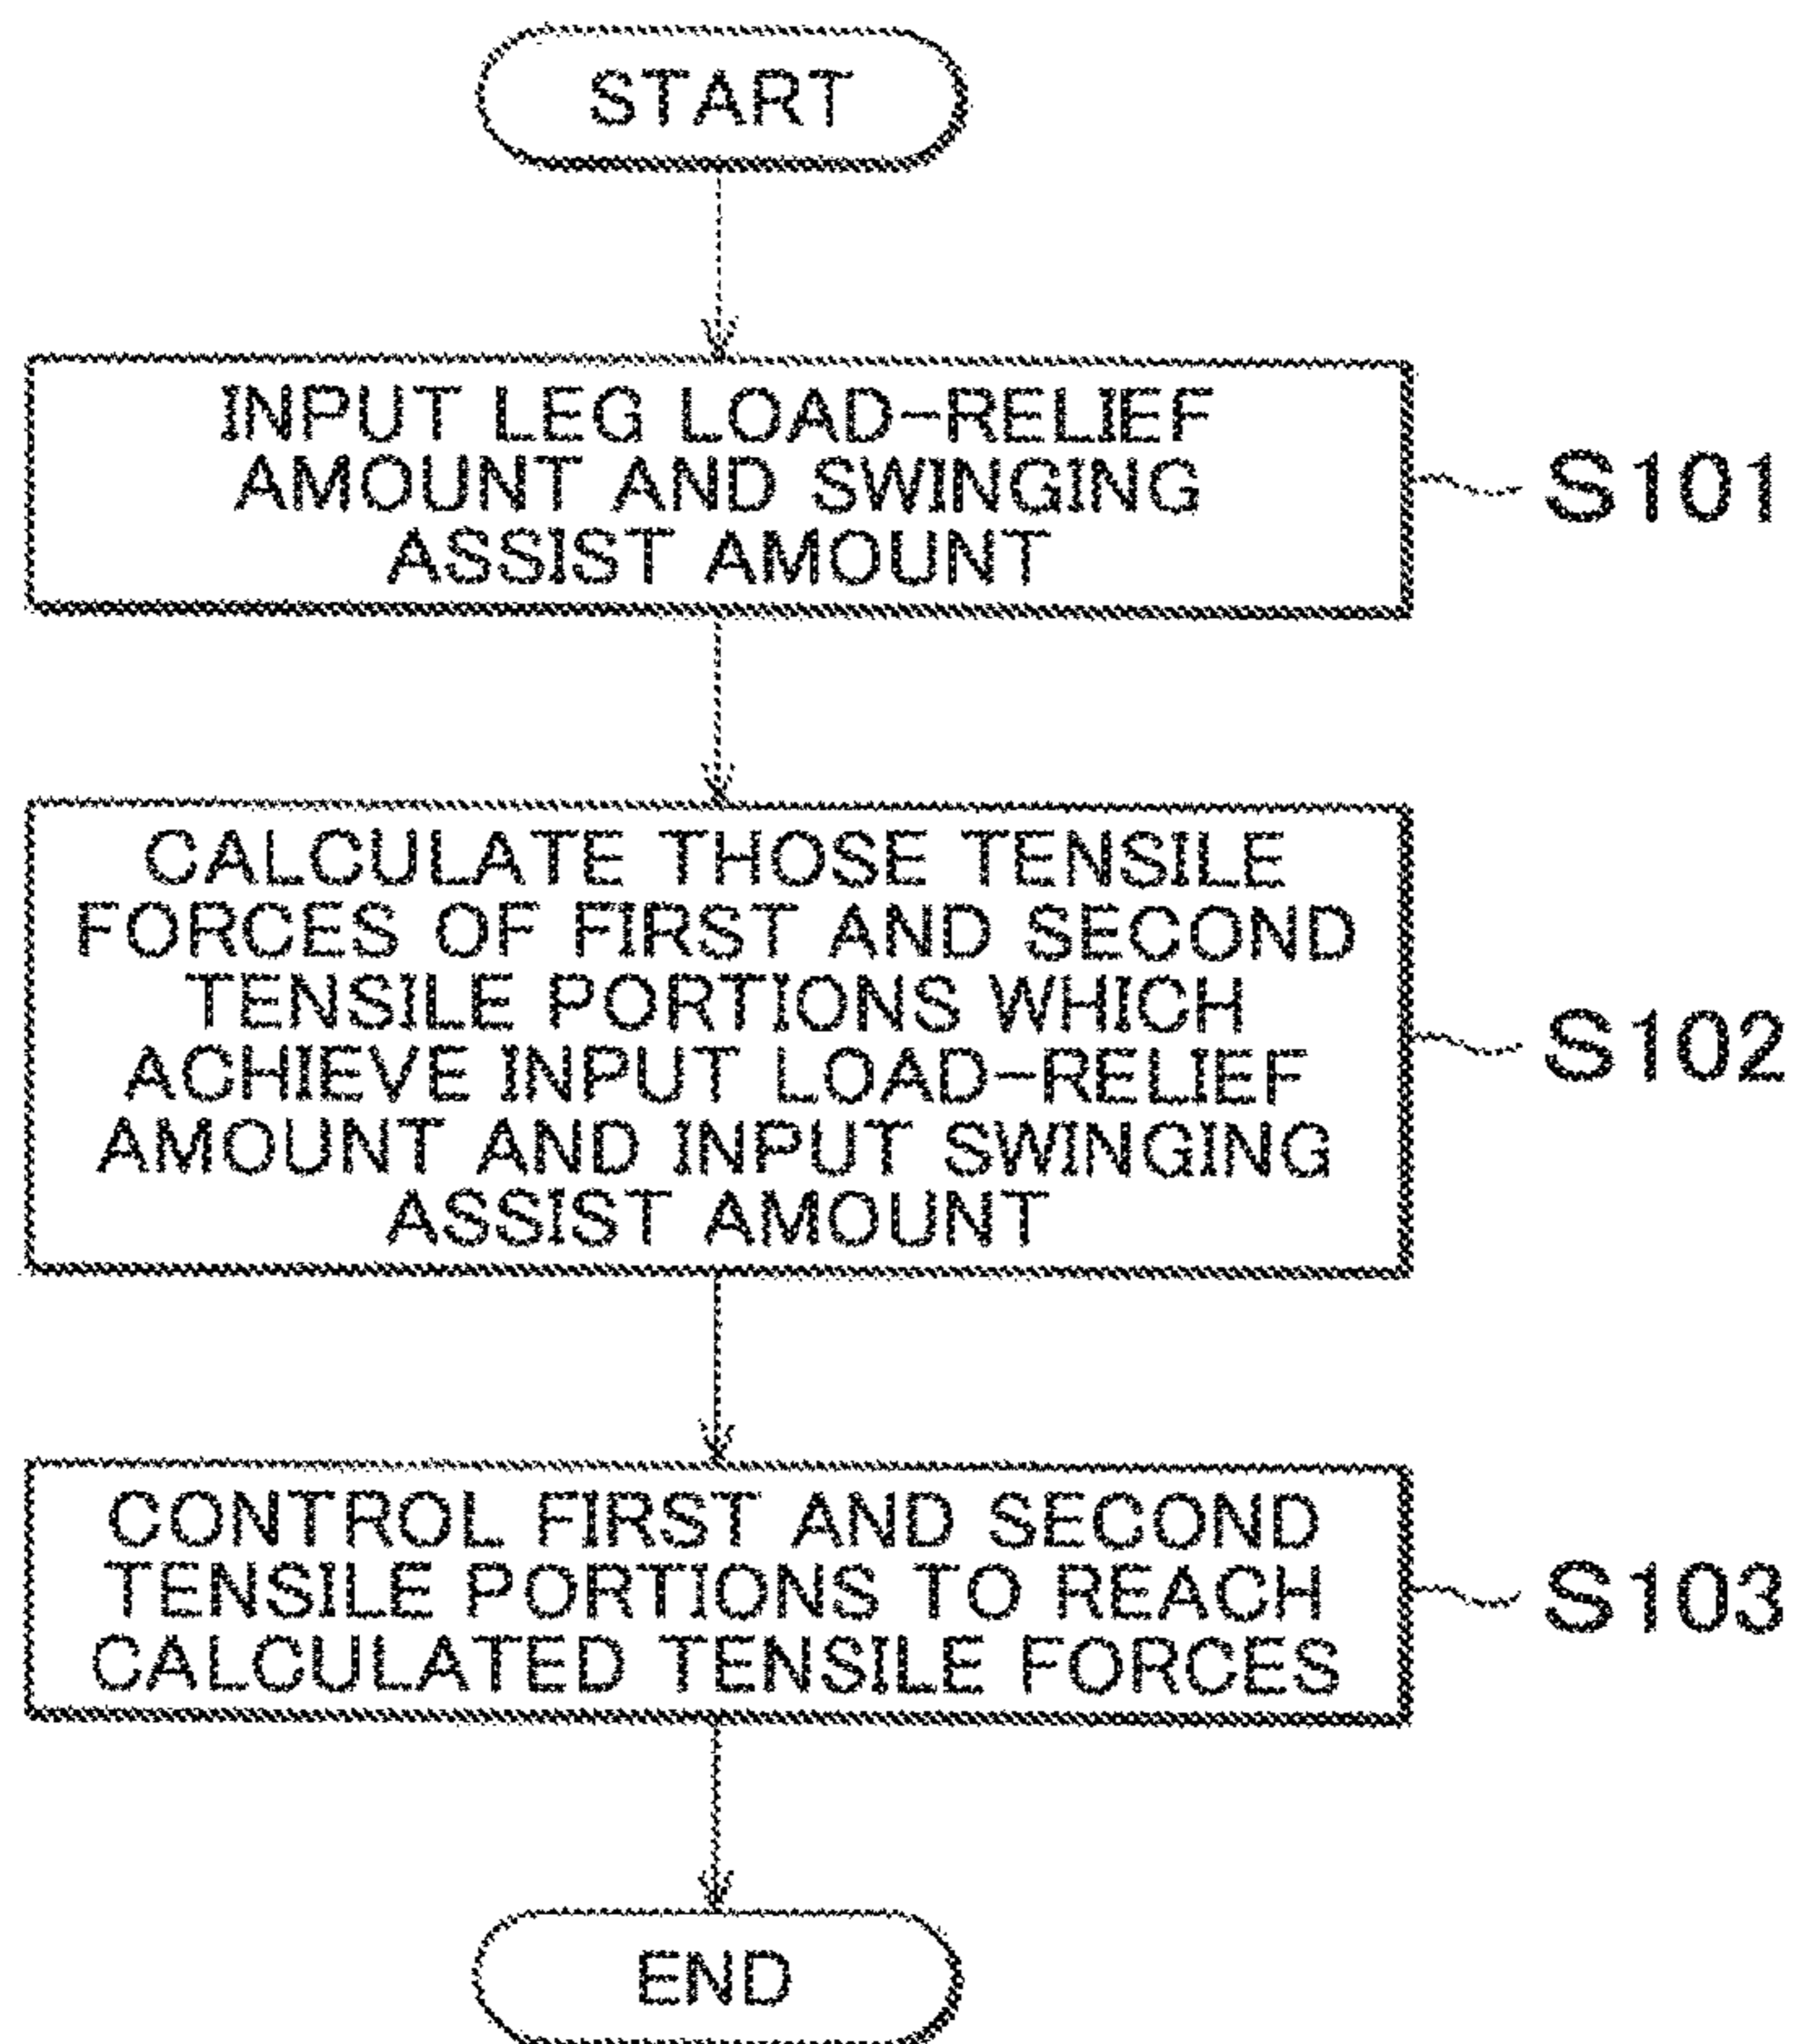 START
INPUT LEG LOAD-RELIEF
AMOUNT AND SWINGING
ASSIST AMOUNT
S101
CALCULATE THOSE TENSILE
FORCES OF FIRST AND SECOND
TENSILE PORTIONS WHICH
ACHIEVE INPUT LOAD-RELIEF
AMOUNT AND INPUT SWINGING
ASSIST AMOUNT
S102
CONTROL FIRST AND SECOND
TENSILE PORTIONS TO REACH
CALCULATED TENSILE FORCES
S103
END